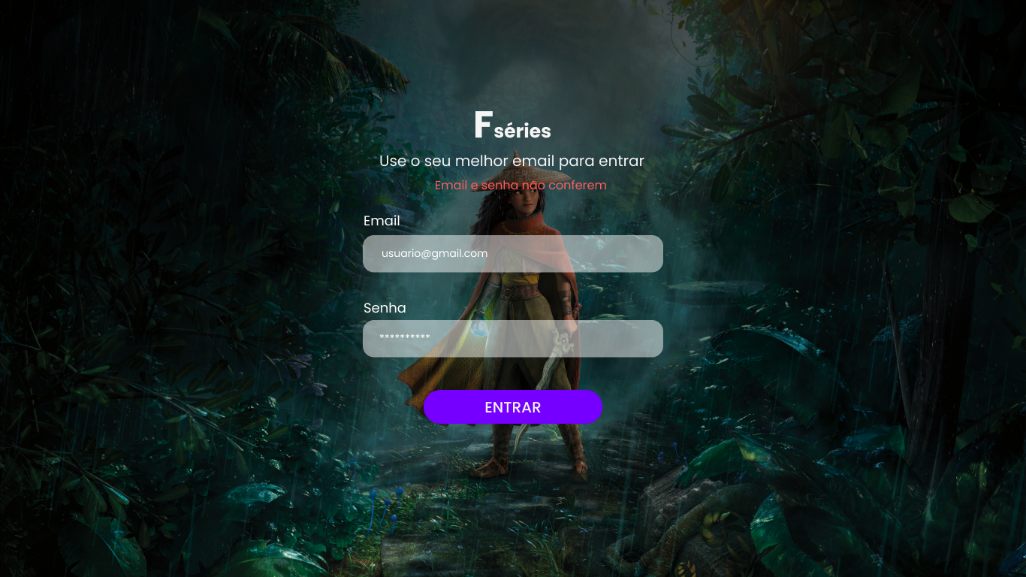 Fséries
Use o seu melhor email para entrar
Email e senha não conferem
Email
usuario@gmail.com
Senha
**********
ENTRAR